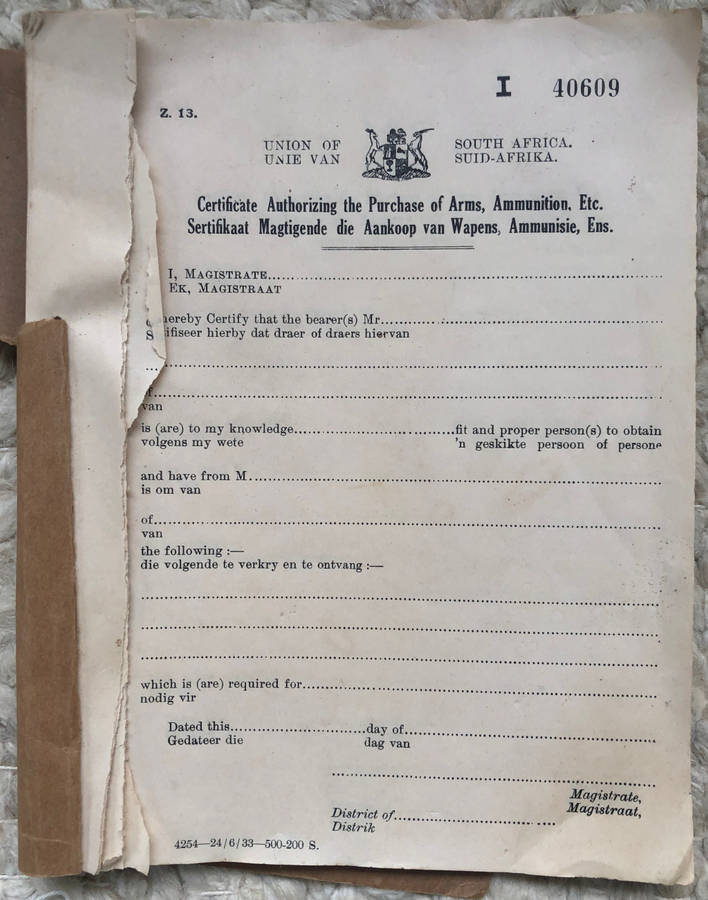 I 40609
Z. 13.
UNION OF SOUTH AFRICA.
UNIE VAN SUID-AFRIKA.
Certificate Authorizing the Purchase of Arms, Ammunition, Etc.
Sertifikaat Magtigende die Aankoop van Wapens, Ammunisie, Ens.
I, MAGISTRATE
EK, MAGISTRAAT
hereby Certify that the bearer(s) Mr.
S ifiseer hierby dat draer of draers hiervan
f
van
is (are) to my knowledge fit and proper person(s) to obtain
volgens my wete 'n geskikte persoon of persone
and have from M
is om van
of
van
the following :—
die volgende te verkry en te ontvang :—
which is (are) required for
nodig vir
Dated this day of
Gedateer die dag van
Magistrate,
Magistraat,
District of
Distrik
4254—24/6/33—500-200 S.